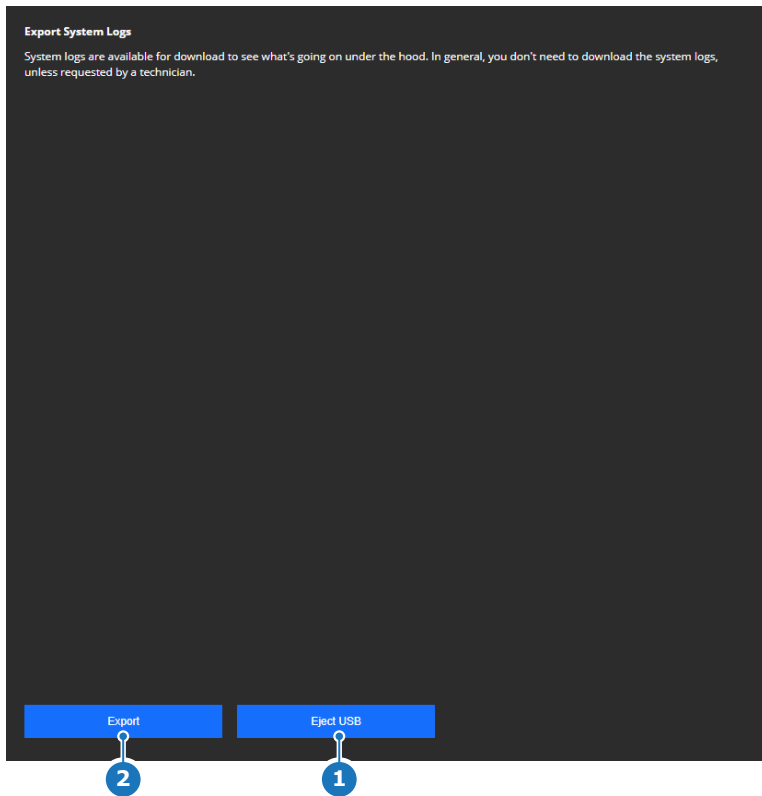 Export System Logs
System logs are available for download to see what's going on under the hood. In general, you don't need to download the system logs,
unless requested by a technician.
Export
Eject USB
2
1